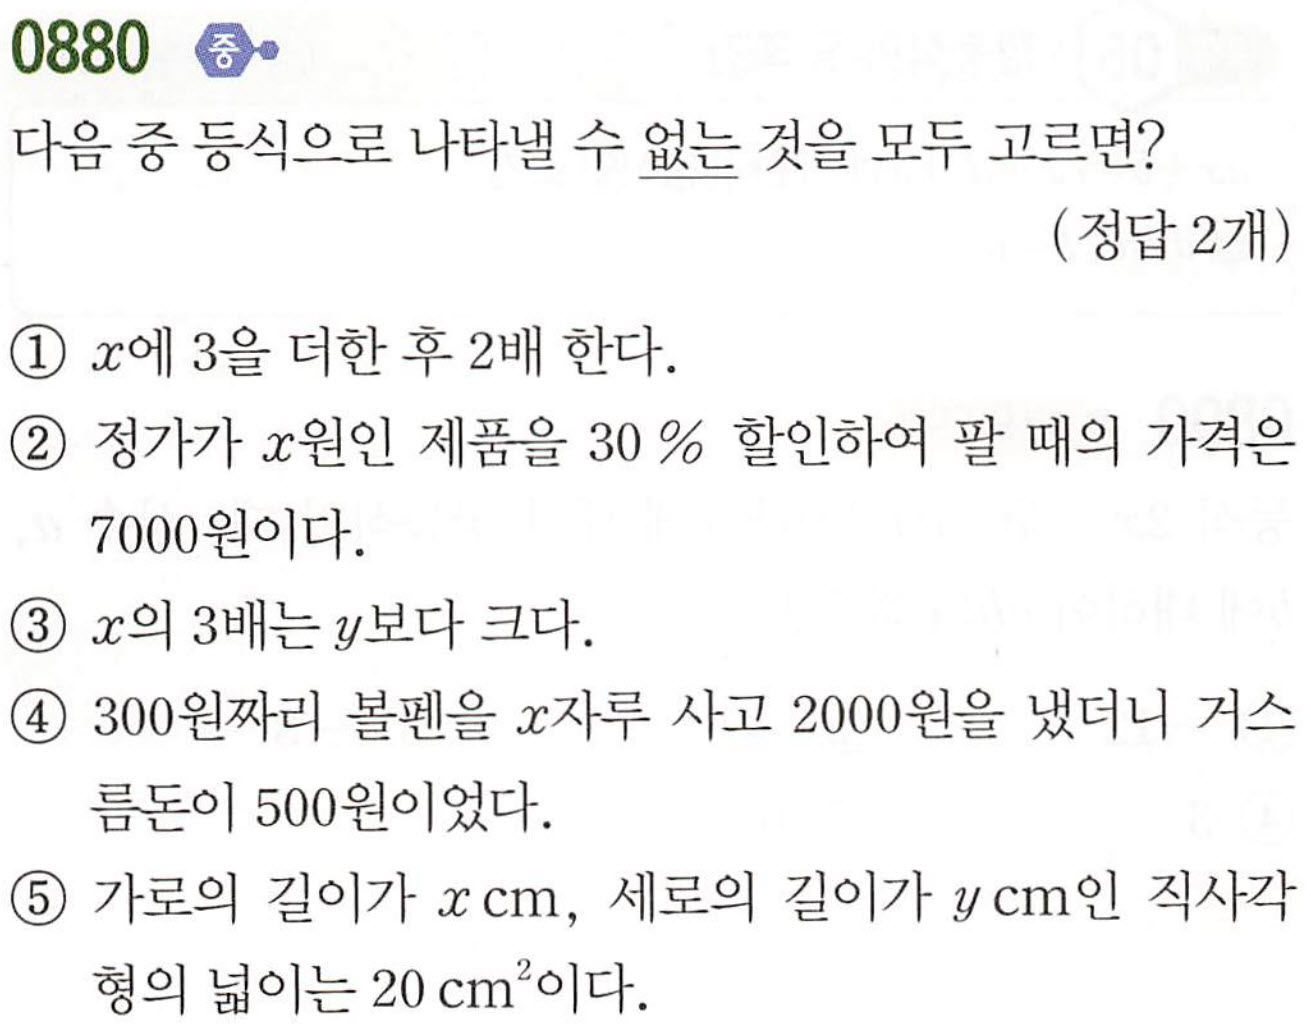 0880 중
다음 중 등식으로 나타낼 수 없는 것을 모두 고르면?
(정답 2개)
① x에 3을 더한 후 2배 한다.
② 정가가 x원인 제품을 30 % 할인하여 팔 때의 가격은
7000원이다.
③ x의 3배는 y보다 크다.
④ 300원짜리 볼펜을 x자루 사고 2000원을 냈더니 거스
름돈이 500원이었다.
⑤ 가로의 길이가 x cm, 세로의 길이가 y cm인 직사각
형의 넓이는 20 cm²이다.